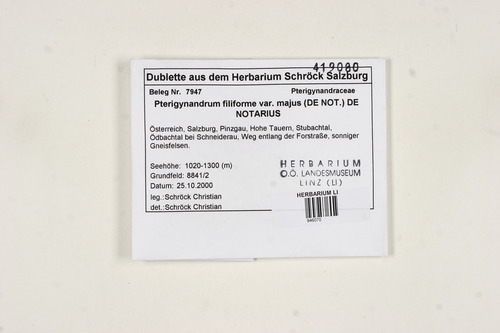 419080
Dublette aus dem Herbarium Schröck Salzburg
Beleg Nr. 7947 Pterigynandraceae
Pterigynandrum filiforme var. majus (DE NOT.) DE
NOTARIUS
Österreich, Salzburg, Pinzgau, Hohe Tauern, Stubachtal,
Ödbachtal bei Schneiderau, Weg entlang der Forstraße, sonniger
Gneisfelsen.
Seehöhe: 1020-1300 (m)
Grundfeld: 8841/2
Datum: 25.10.2000
leg.: Schröck Christian
det.: Schröck Christian
HERBARIUM
O.Ö. LANDESMUSEUM
LINZ (LI)
HERBARIUM LI